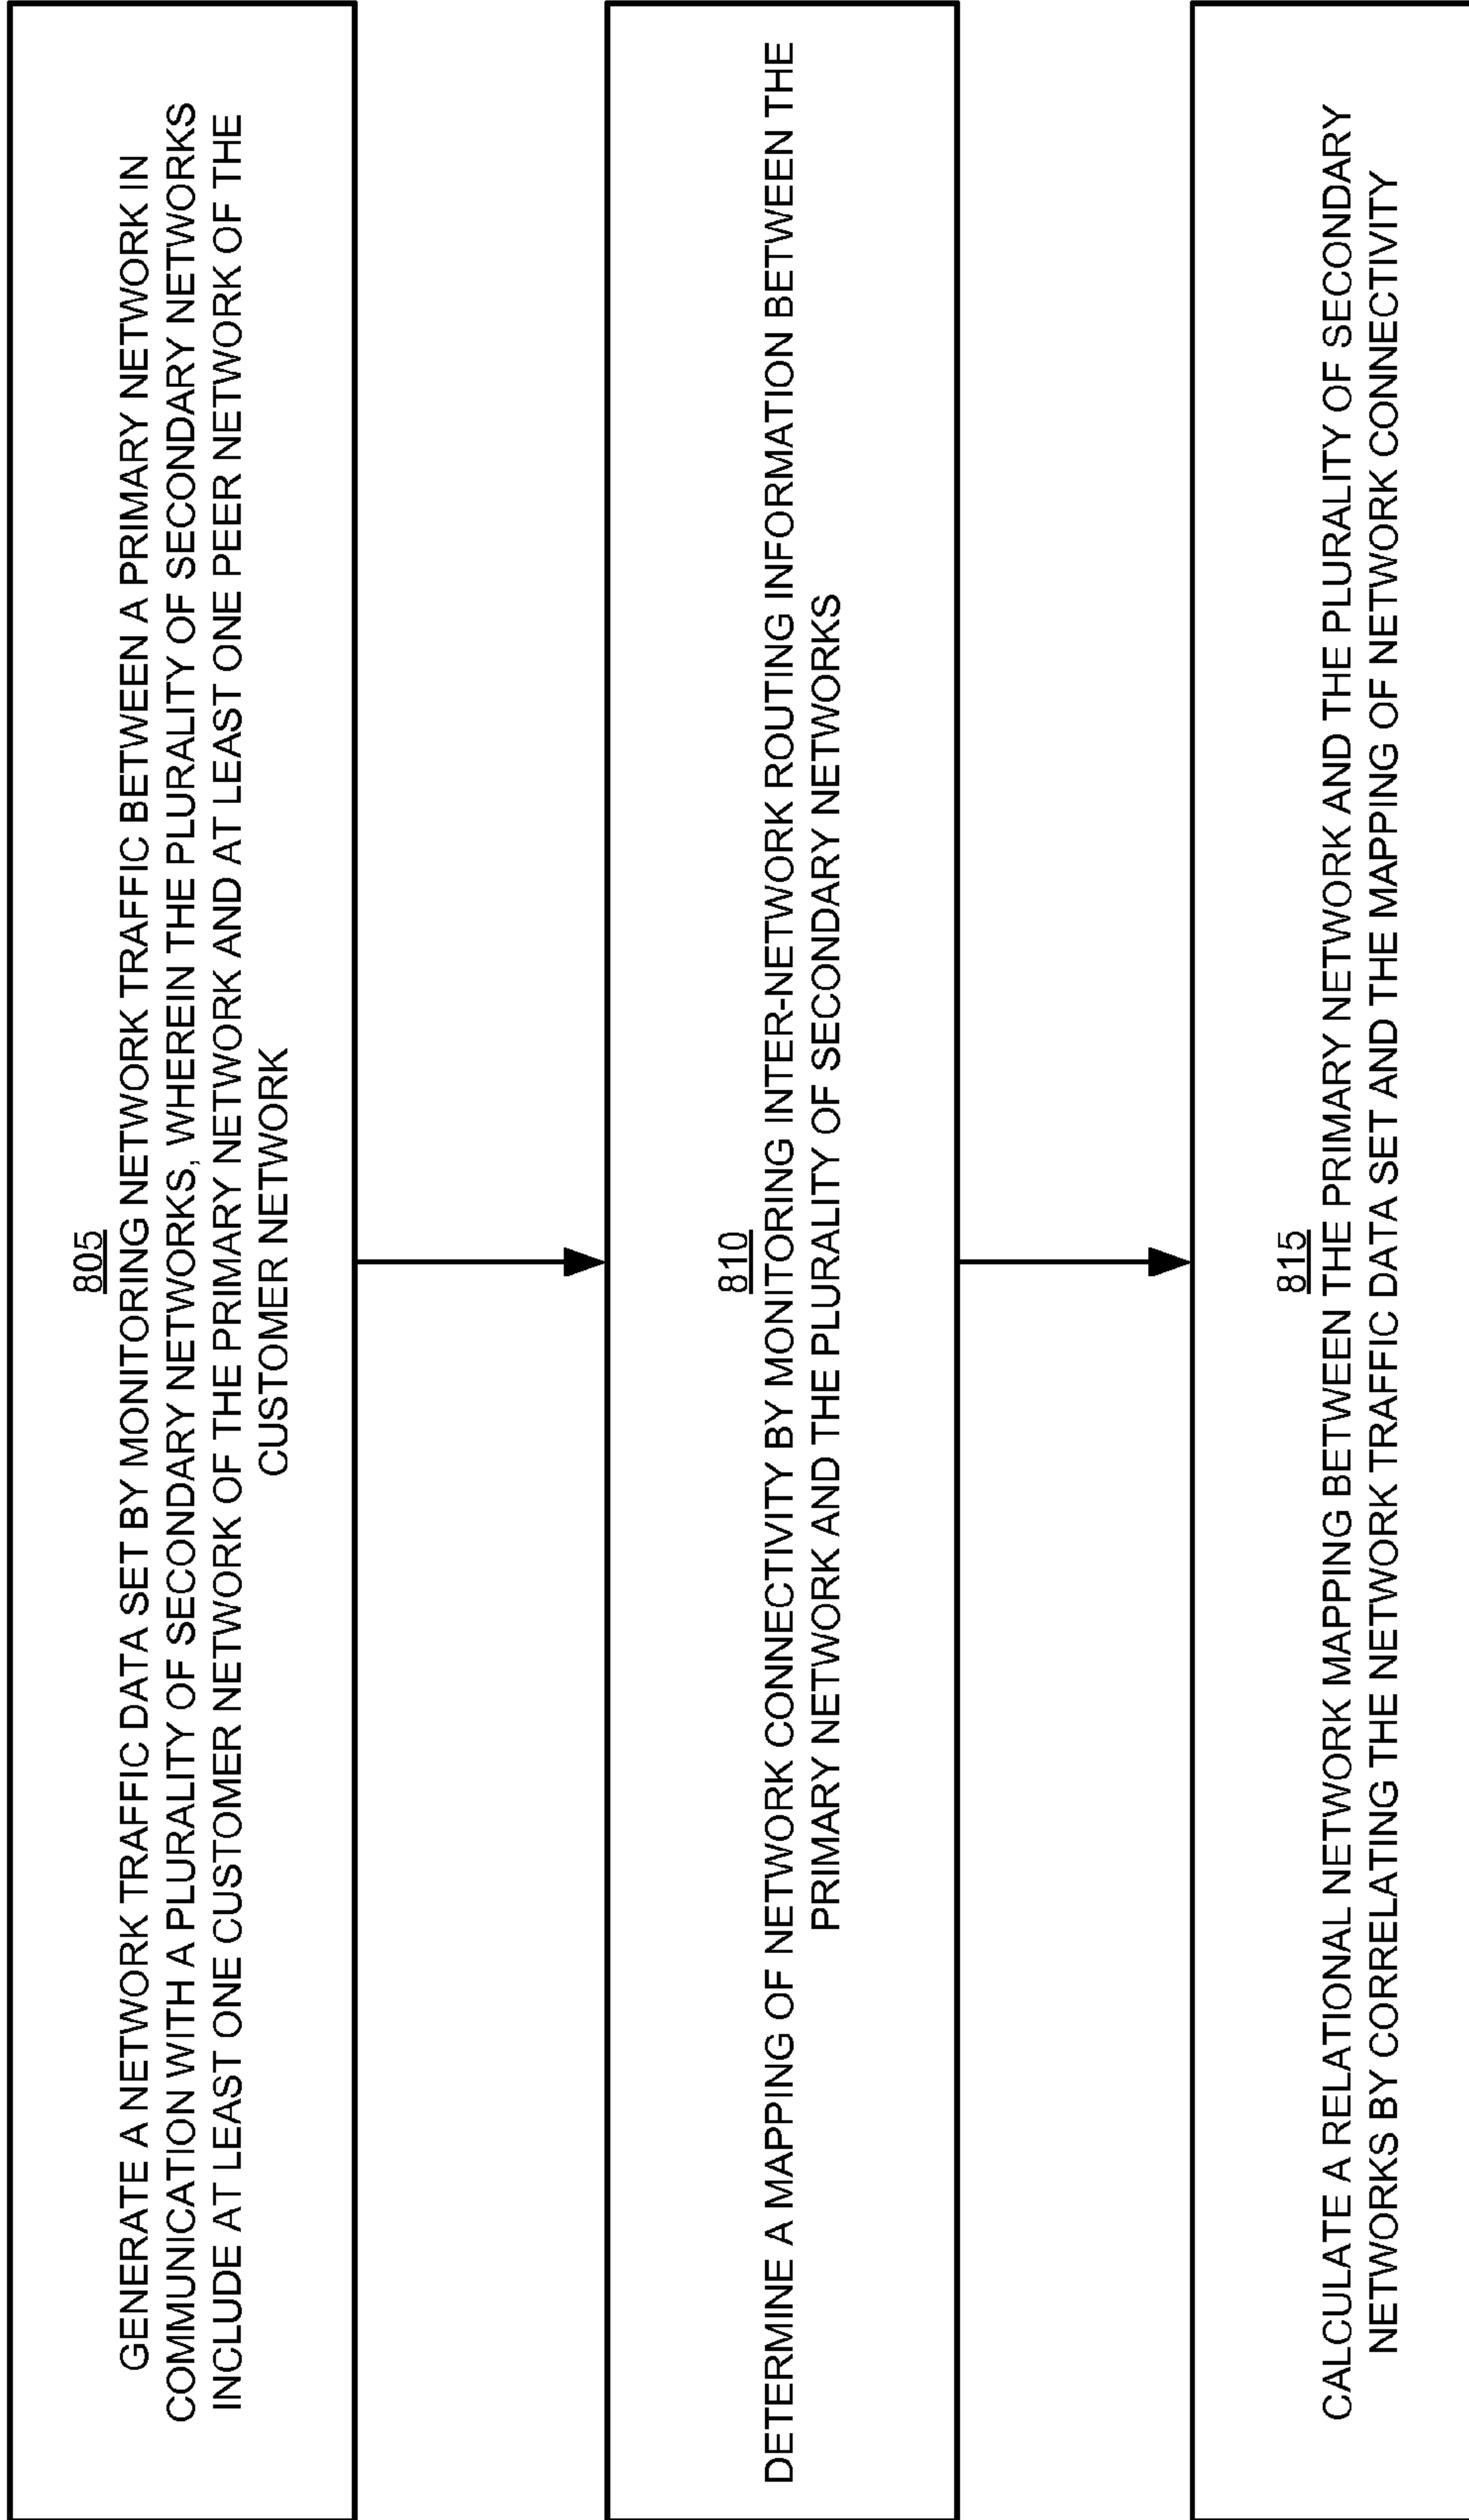 805
GENERATE A NETWORK TRAFFIC DATA SET BY MONITORING NETWORK TRAFFIC BETWEEN A PRIMARY NETWORK IN
COMMUNICATION WITH A PLURALITY OF SECONDARY NETWORKS, WHEREIN THE PLURALITY OF SECONDARY NETWORKS
INCLUDE AT LEAST ONE CUSTOMER NETWORK OF THE PRIMARY NETWORK AND AT LEAST ONE PEER NETWORK OF THE
CUSTOMER NETWORK
810
DETERMINE A MAPPING OF NETWORK CONNECTIVITY BY MONITORING INTER-NETWORK ROUTING INFORMATION BETWEEN THE
PRIMARY NETWORK AND THE PLURALITY OF SECONDARY NETWORKS
815
CALCULATE A RELATIONAL NETWORK MAPPING BETWEEN THE PRIMARY NETWORK AND THE PLURALITY OF SECONDARY
NETWORKS BY CORRELATING THE NETWORK TRAFFIC DATA SET AND THE MAPPING OF NETWORK CONNECTIVITY